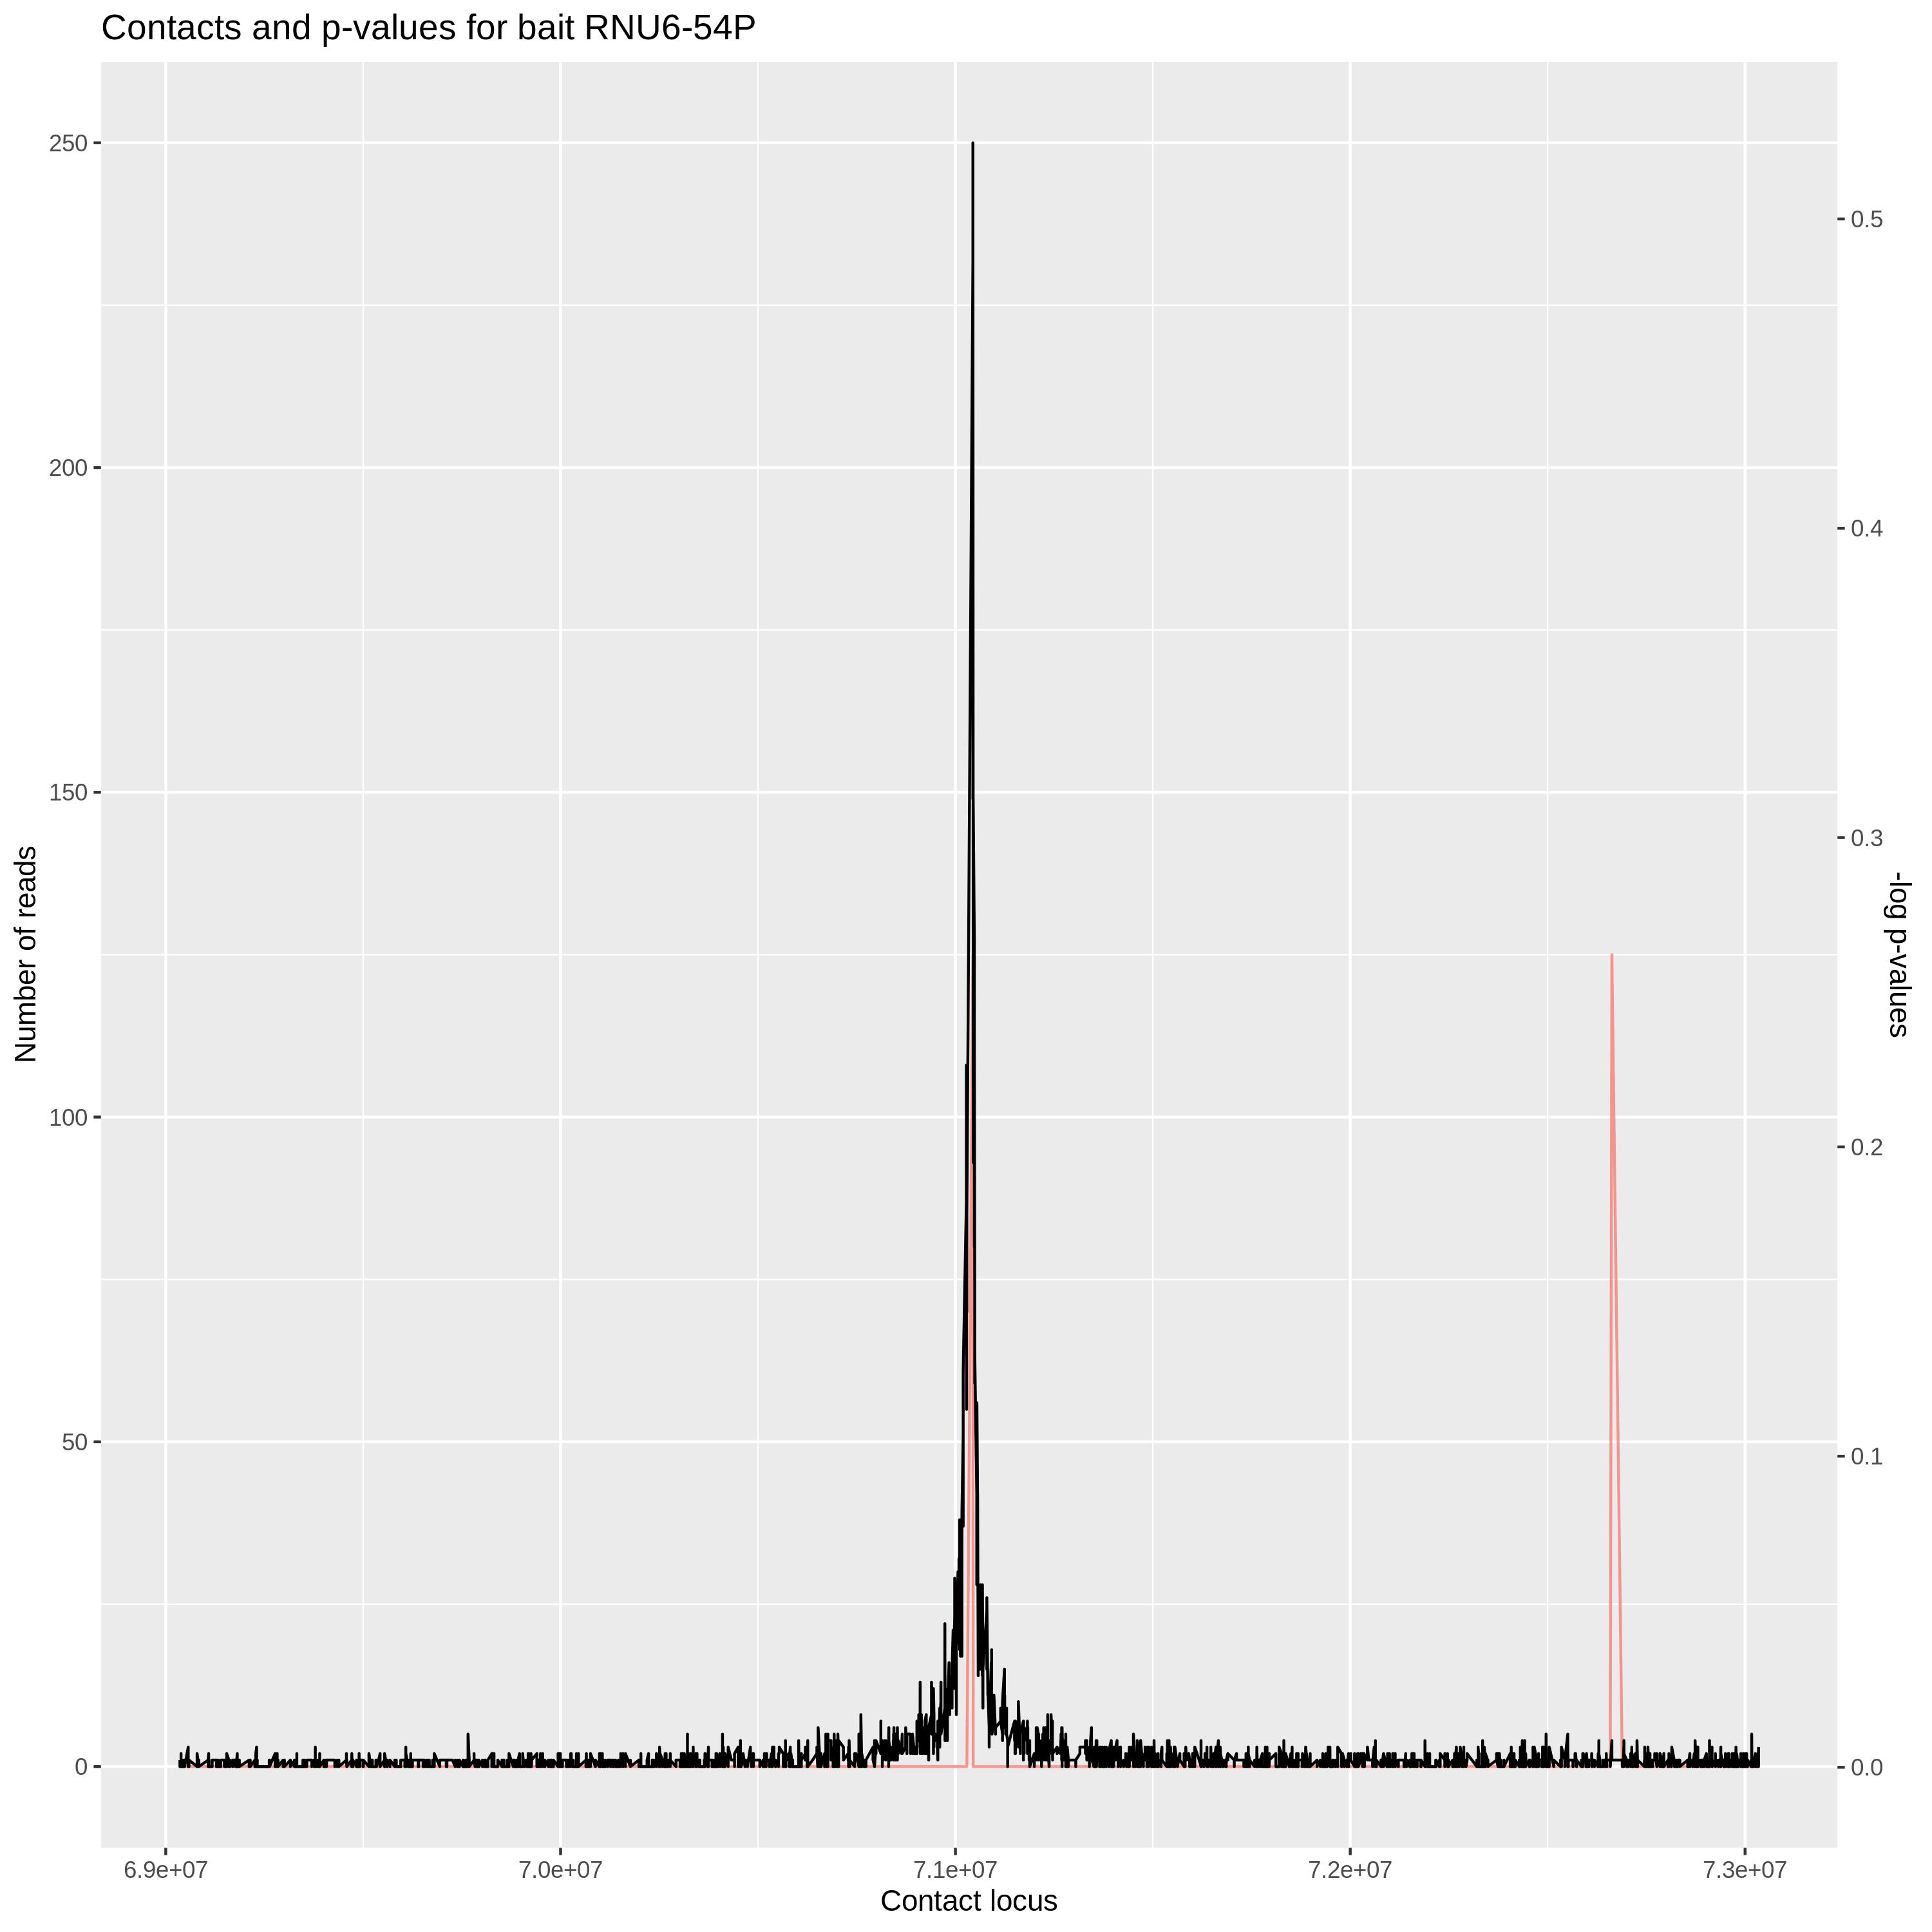 Contacts and p-values for bait RNU6-54P
250
200
150
100
50
0
Number of reads
0.5
0.4
0.3
0.2
0.1
0.0
-log p-values
6.9e+07
7.0e+07
7.1e+07
7.2e+07
7.3e+07
Contact locus